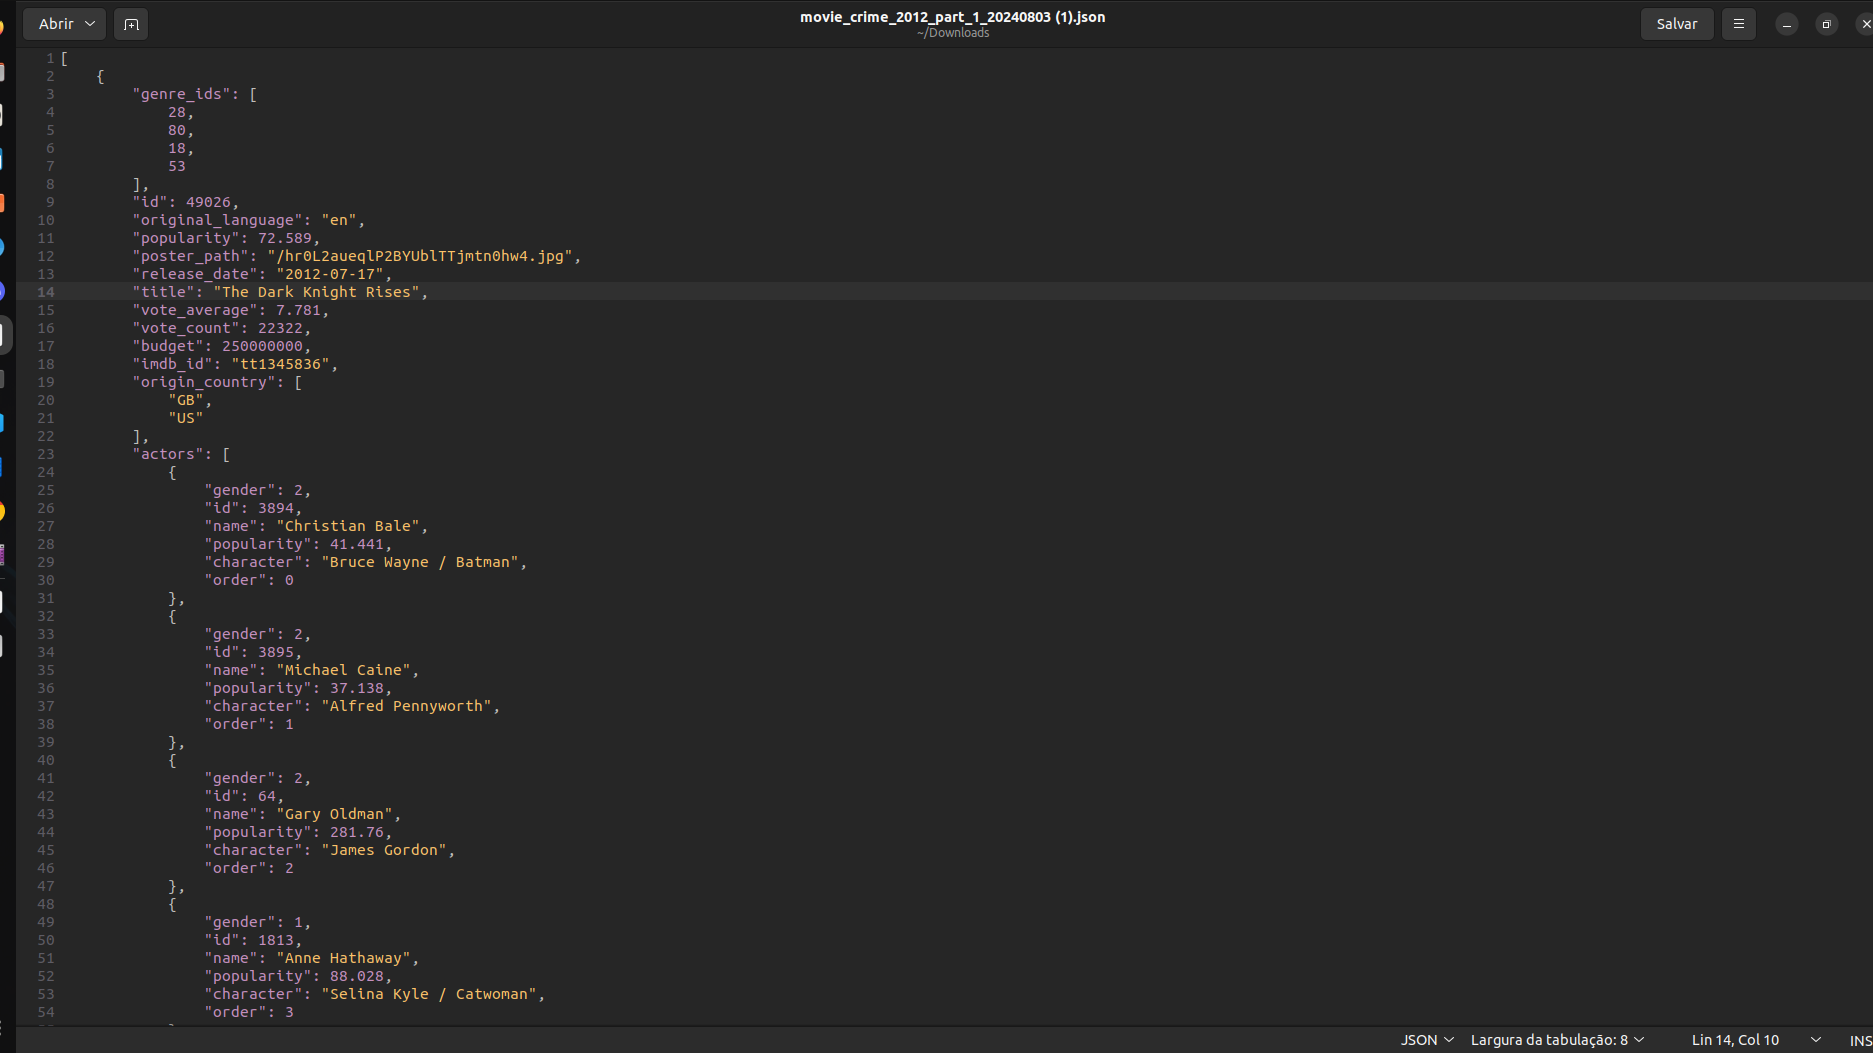 Abrir
movie_crime_2012_part_1_20240803 (1).json
~/Downloads
Salvar
1 [
2     {
3         "genre_ids": [
4             28,
5             80,
6             18,
7             53
8         ],
9         "id": 49026,
10         "original_language": "en",
11         "popularity": 72.589,
12         "poster_path": "/hr0L2aueqlP2BYUblTTjmtn0hw4.jpg",
13         "release_date": "2012-07-17",
14         "title": "The Dark Knight Rises",
15         "vote_average": 7.781,
16         "vote_count": 22322,
17         "budget": 250000000,
18         "imdb_id": "tt1345836",
19         "origin_country": [
20             "GB",
21             "US"
22         ],
23         "actors": [
24             {
25                 "gender": 2,
26                 "id": 3894,
27                 "name": "Christian Bale",
28                 "popularity": 41.441,
29                 "character": "Bruce Wayne / Batman",
30                 "order": 0
31             },
32             {
33                 "gender": 2,
34                 "id": 3895,
35                 "name": "Michael Caine",
36                 "popularity": 37.138,
37                 "character": "Alfred Pennyworth",
38                 "order": 1
39             },
40             {
41                 "gender": 2,
42                 "id": 64,
43                 "name": "Gary Oldman",
44                 "popularity": 281.76,
45                 "character": "James Gordon",
46                 "order": 2
47             },
48             {
49                 "gender": 1,
50                 "id": 1813,
51                 "name": "Anne Hathaway",
52                 "popularity": 88.028,
53                 "character": "Selina Kyle / Catwoman",
54                 "order": 3
JSON
Largura da tabulação: 8
Lin 14, Col 10
INS